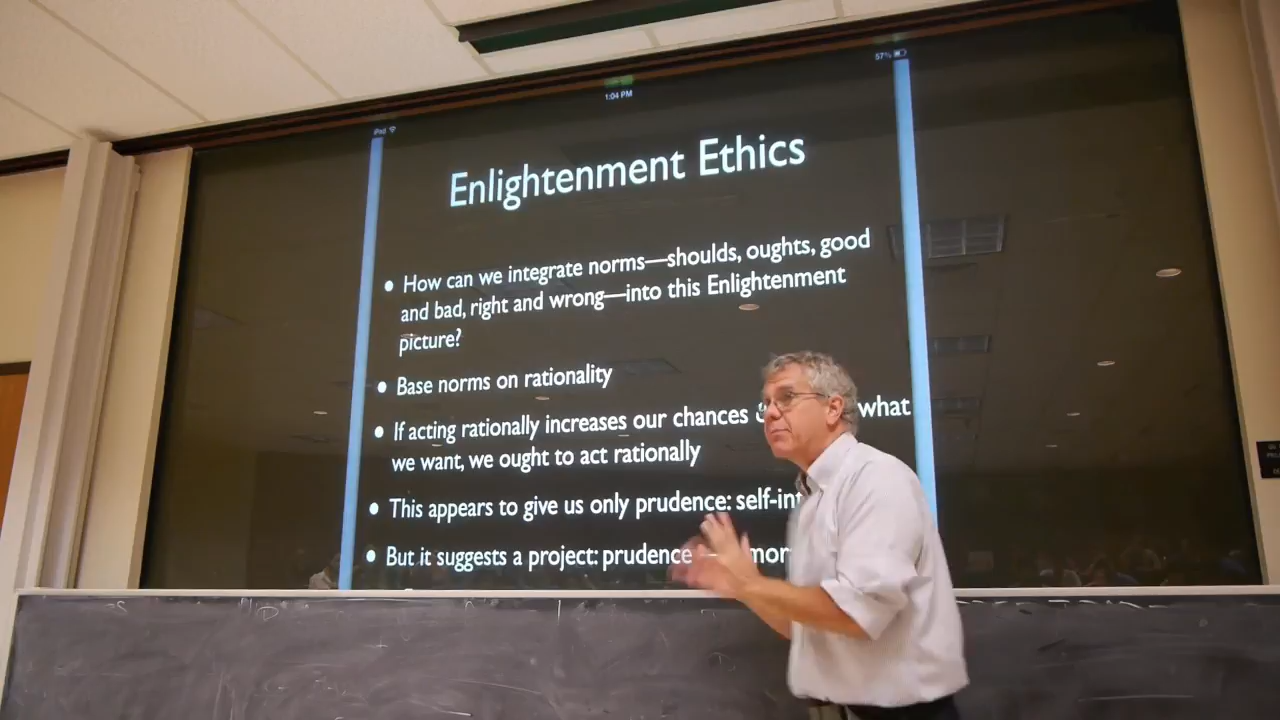 iPad
1:04 PM
57%
Enlightenment Ethics
• How can we integrate norms—shoulds, oughts, good
and bad, right and wrong—into this Enlightenment
picture?
• Base norms on rationality
• If acting rationally increases our chances what
we want, we ought to act rationally
• This appears to give us only prudence: self-int
• But it suggests a project: prudence mor